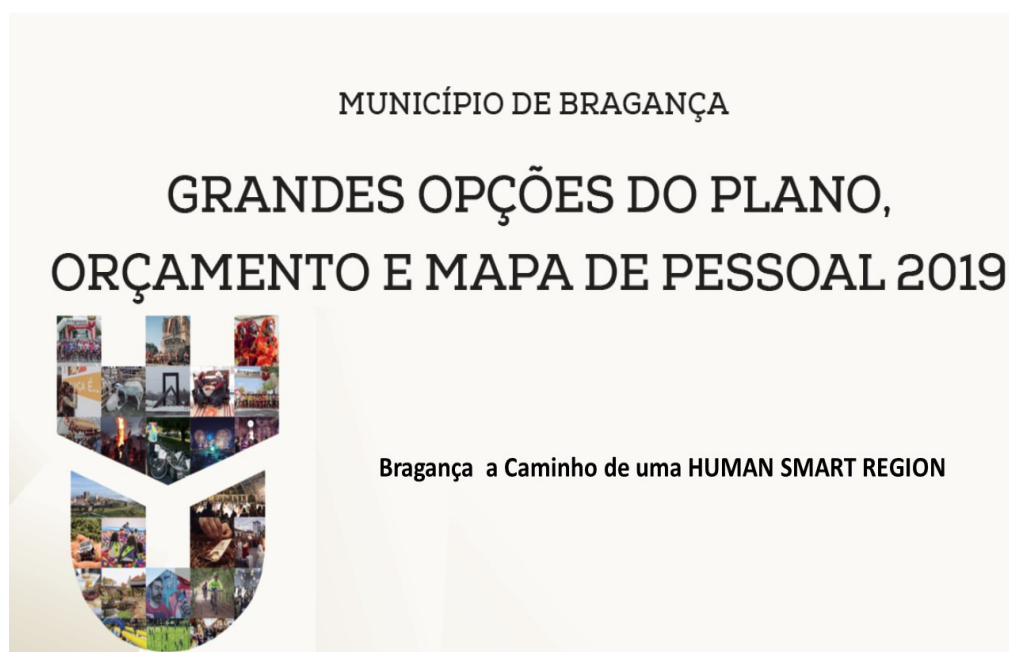 MUNICÍPIO DE BRAGANÇA
GRANDES OPÇÕES DO PLANO,
ORÇAMENTO E MAPA DE PESSOAL 2019
Bragança a Caminho de uma HUMAN SMART REGION